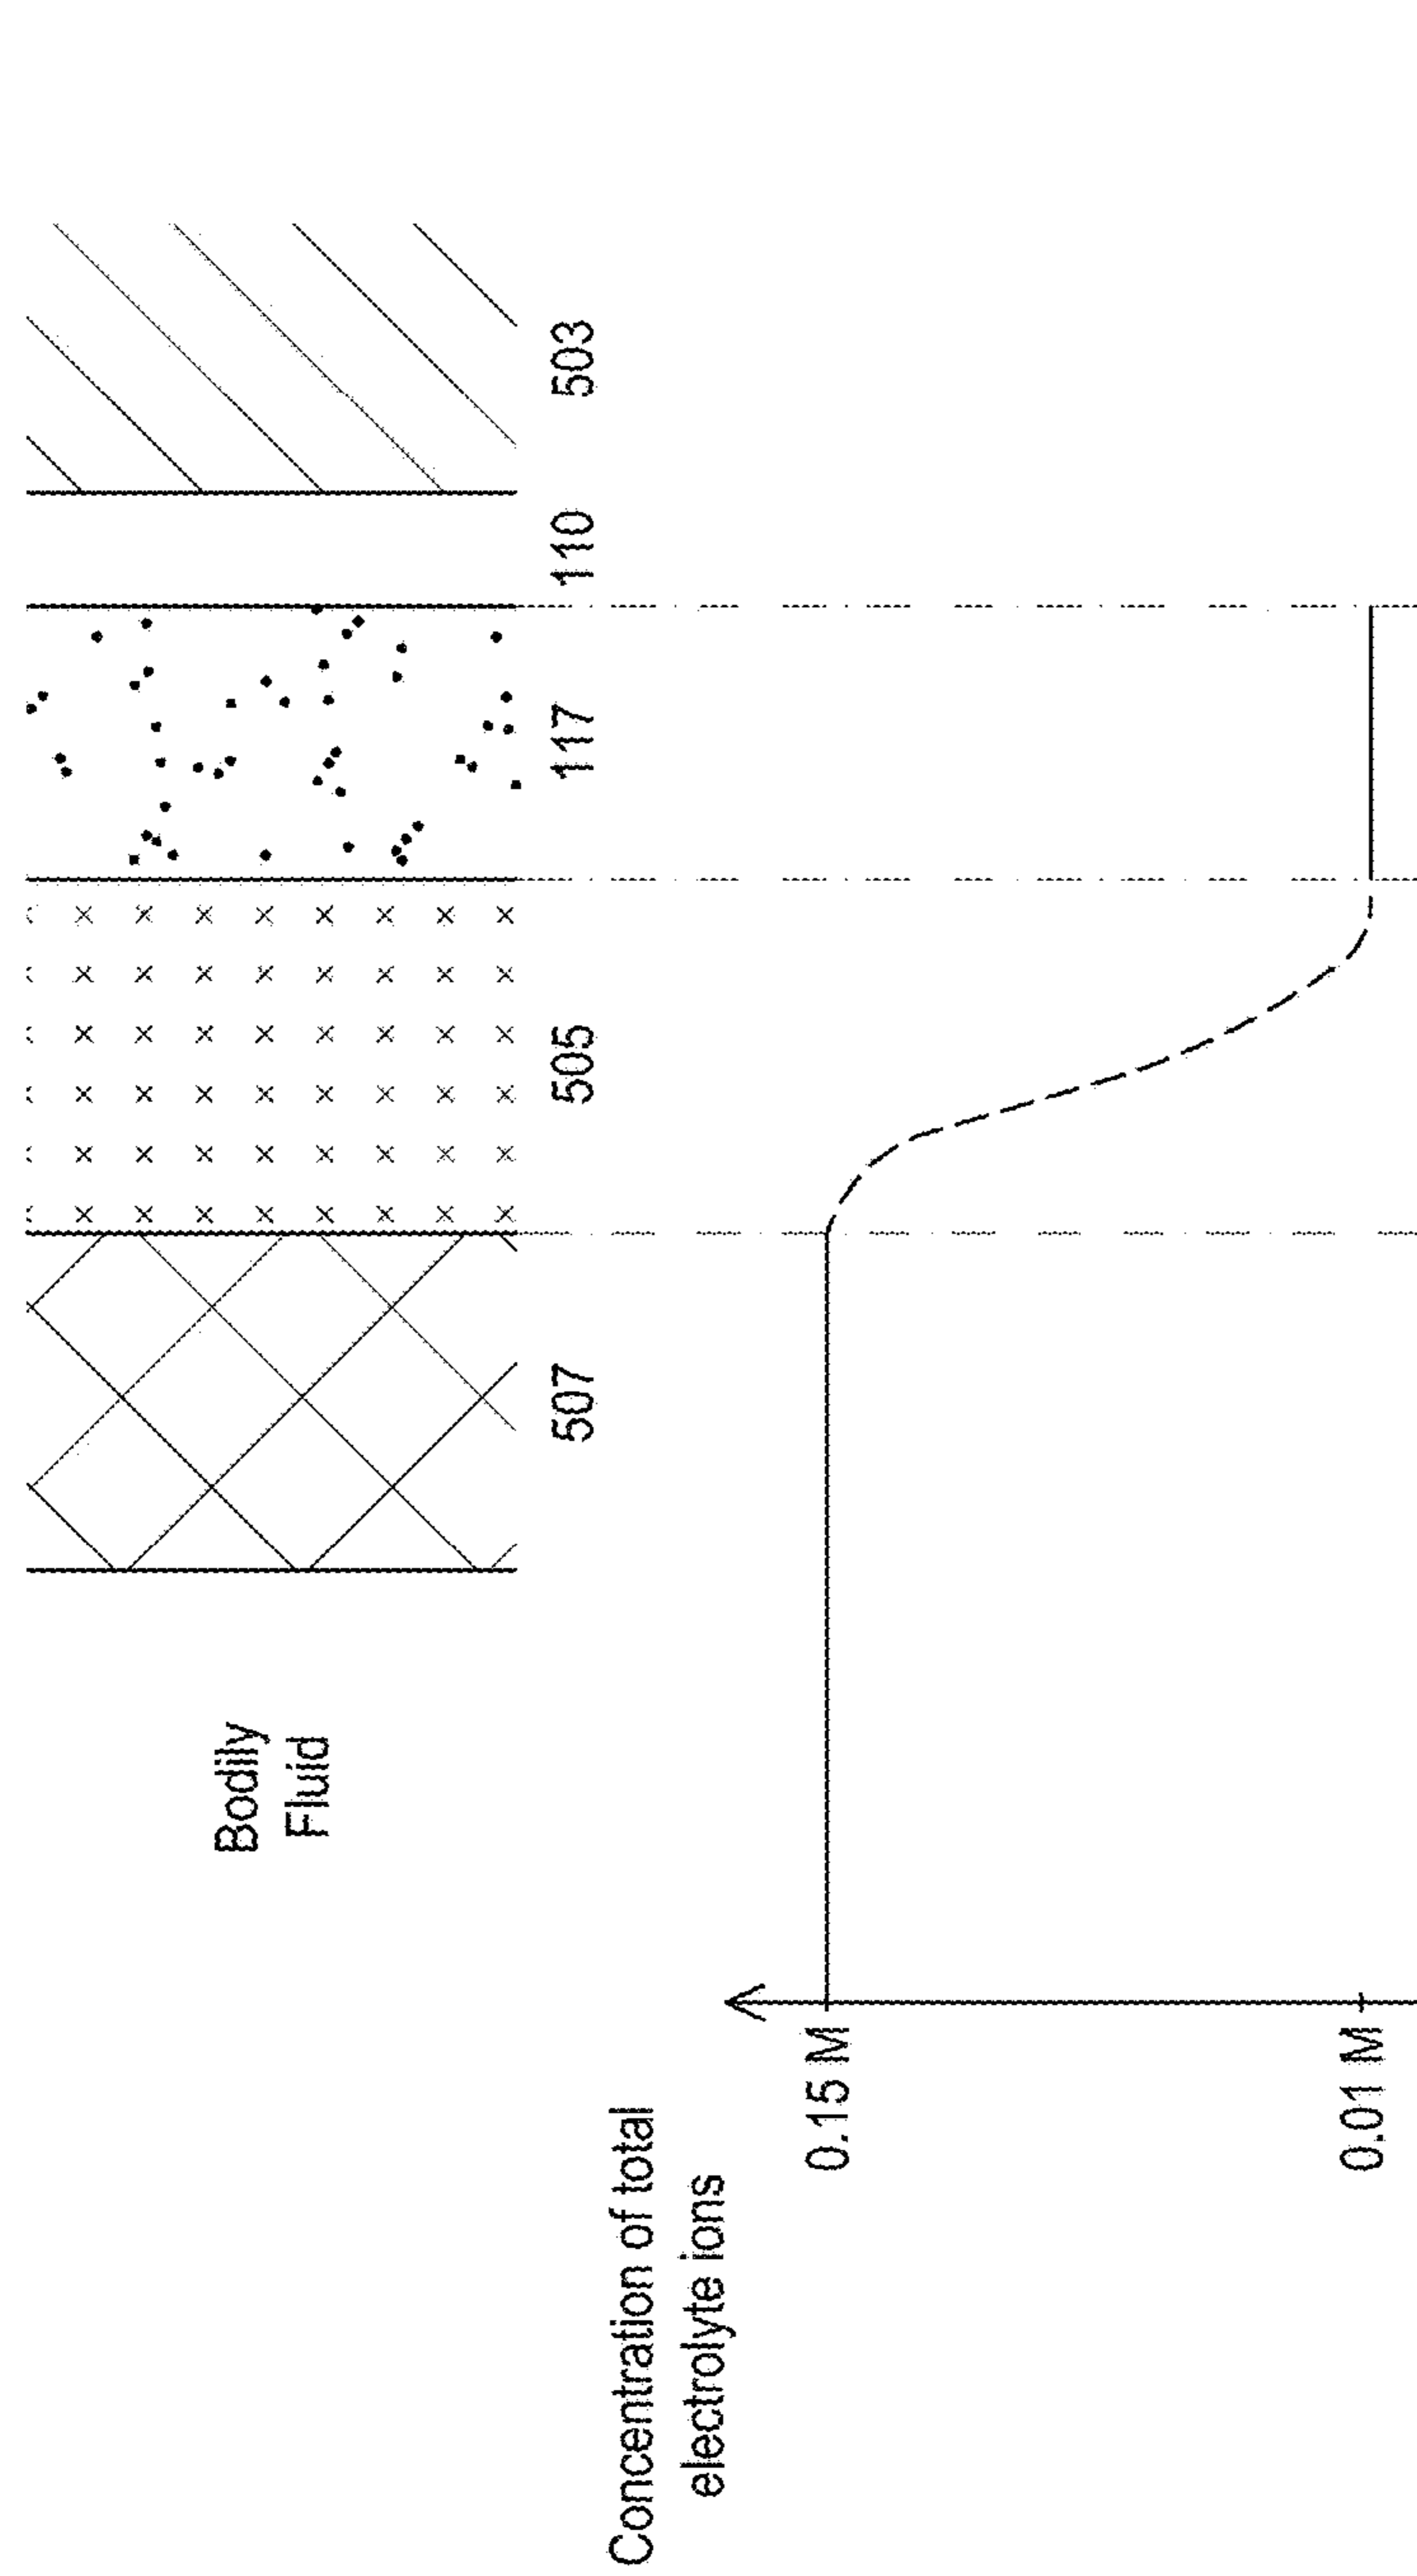 Bodily
Fluid
507
505
117
110
503
Concentration of total
electrolyte ions
0.15 M
0.01 M